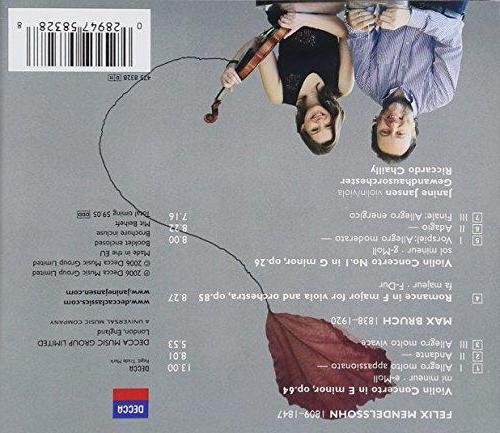 FELIX MENDELSSOHN 1809–1847
Violin Concerto in E minor, op.64
mi mineur · e-Moll
1 I Allegro molto appassionato — 13.00
2 II Andante — 8.01
3 III Allegro molto vivace 5.53
MAX BRUCH 1838–1920
4 Romance in F major for viola and orchestra, op.85 8.27
fa majeur · F-Dur
Violin Concerto No.1 in G minor, op.26
sol mineur · g-Moll
5 I Vorspiel: Allegro moderato — 8.00
6 II Adagio — 8.22
7 III Finale: Allegro energico 7.16
Janine Jansen violin/viola
Gewandhausorchester
Riccardo Chailly
DECCA
DECCA
Regd. Trade Mark
DECCA MUSIC GROUP LIMITED
London, England
A UNIVERSAL MUSIC COMPANY
www.deccaclassics.com
www.janinejansen.com
℗ 2006 Decca Music Group Limited
© 2006 Decca Music Group Limited
Made in the EU
Booklet enclosed
Brochure incluse
Mit Beiheft
Total timing 59.05 DDD
475 8328
0 28947 58328 8